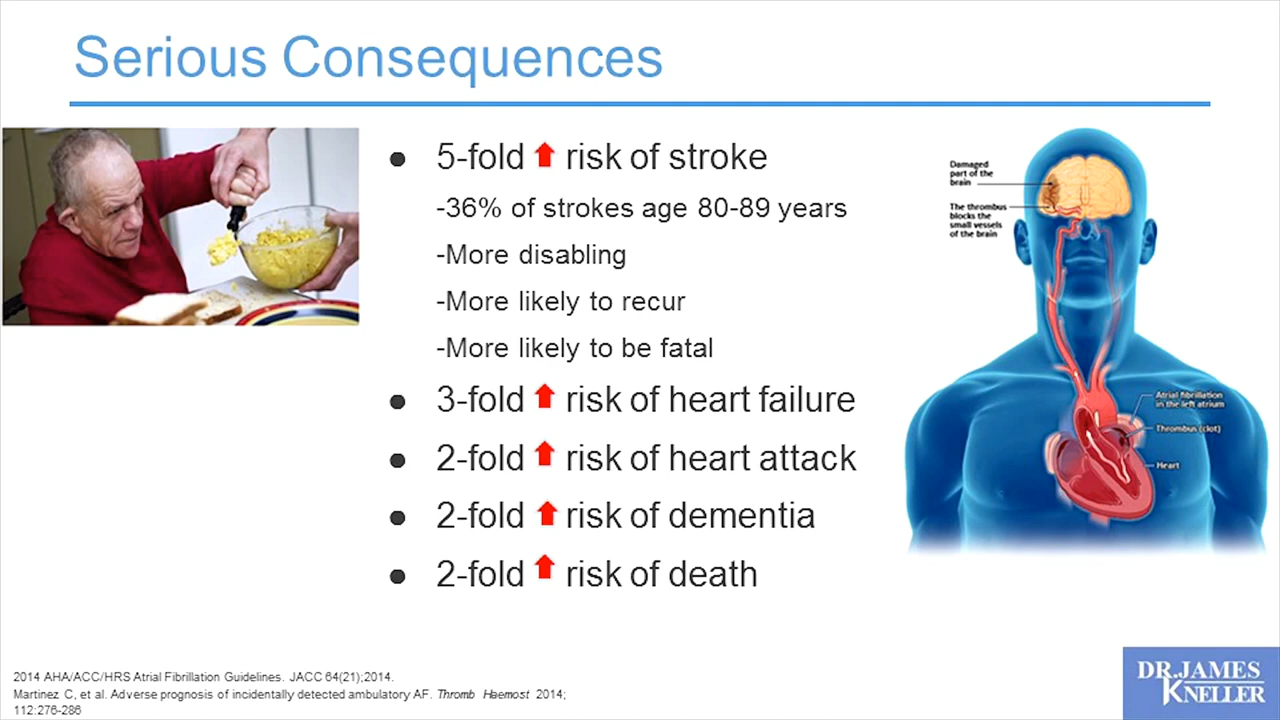 Serious Consequences
● 5-fold ⬆ risk of stroke
-36% of strokes age 80-89 years
-More disabling
-More likely to recur
-More likely to be fatal
● 3-fold ⬆ risk of heart failure
● 2-fold ⬆ risk of heart attack
● 2-fold ⬆ risk of dementia
● 2-fold ⬆ risk of death
Damaged
part of the
brain
The thrombus
blocks the
small vessels
of the brain
Atrial fibrillation
in the left atrium
Thrombus (clot)
Heart
2014 AHA/ACC/HRS Atrial Fibrillation Guidelines. JACC 64(21);2014.
Martinez C, et al. Adverse prognosis of incidentally detected ambulatory AF. Thromb Haemost 2014;
112:276-286
DR.JAMES
KNELLER